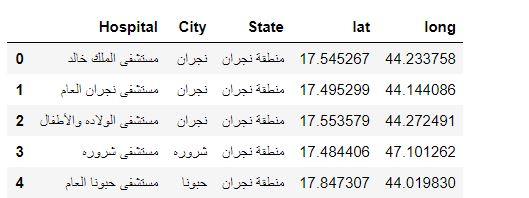 Hospital City State lat long
0 مستشفى الملك خالد نجران منطقة نجران 17.545267 44.233758
1 مستشفى نجران العام نجران منطقة نجران 17.495299 44.144086
2 مستشفى الولاده والأطفال نجران منطقة نجران 17.553579 44.272491
3 مستشفى شروره شروره منطقة نجران 17.484406 47.101262
4 مستشفى حبونا العام حبونا منطقة نجران 17.847307 44.019830